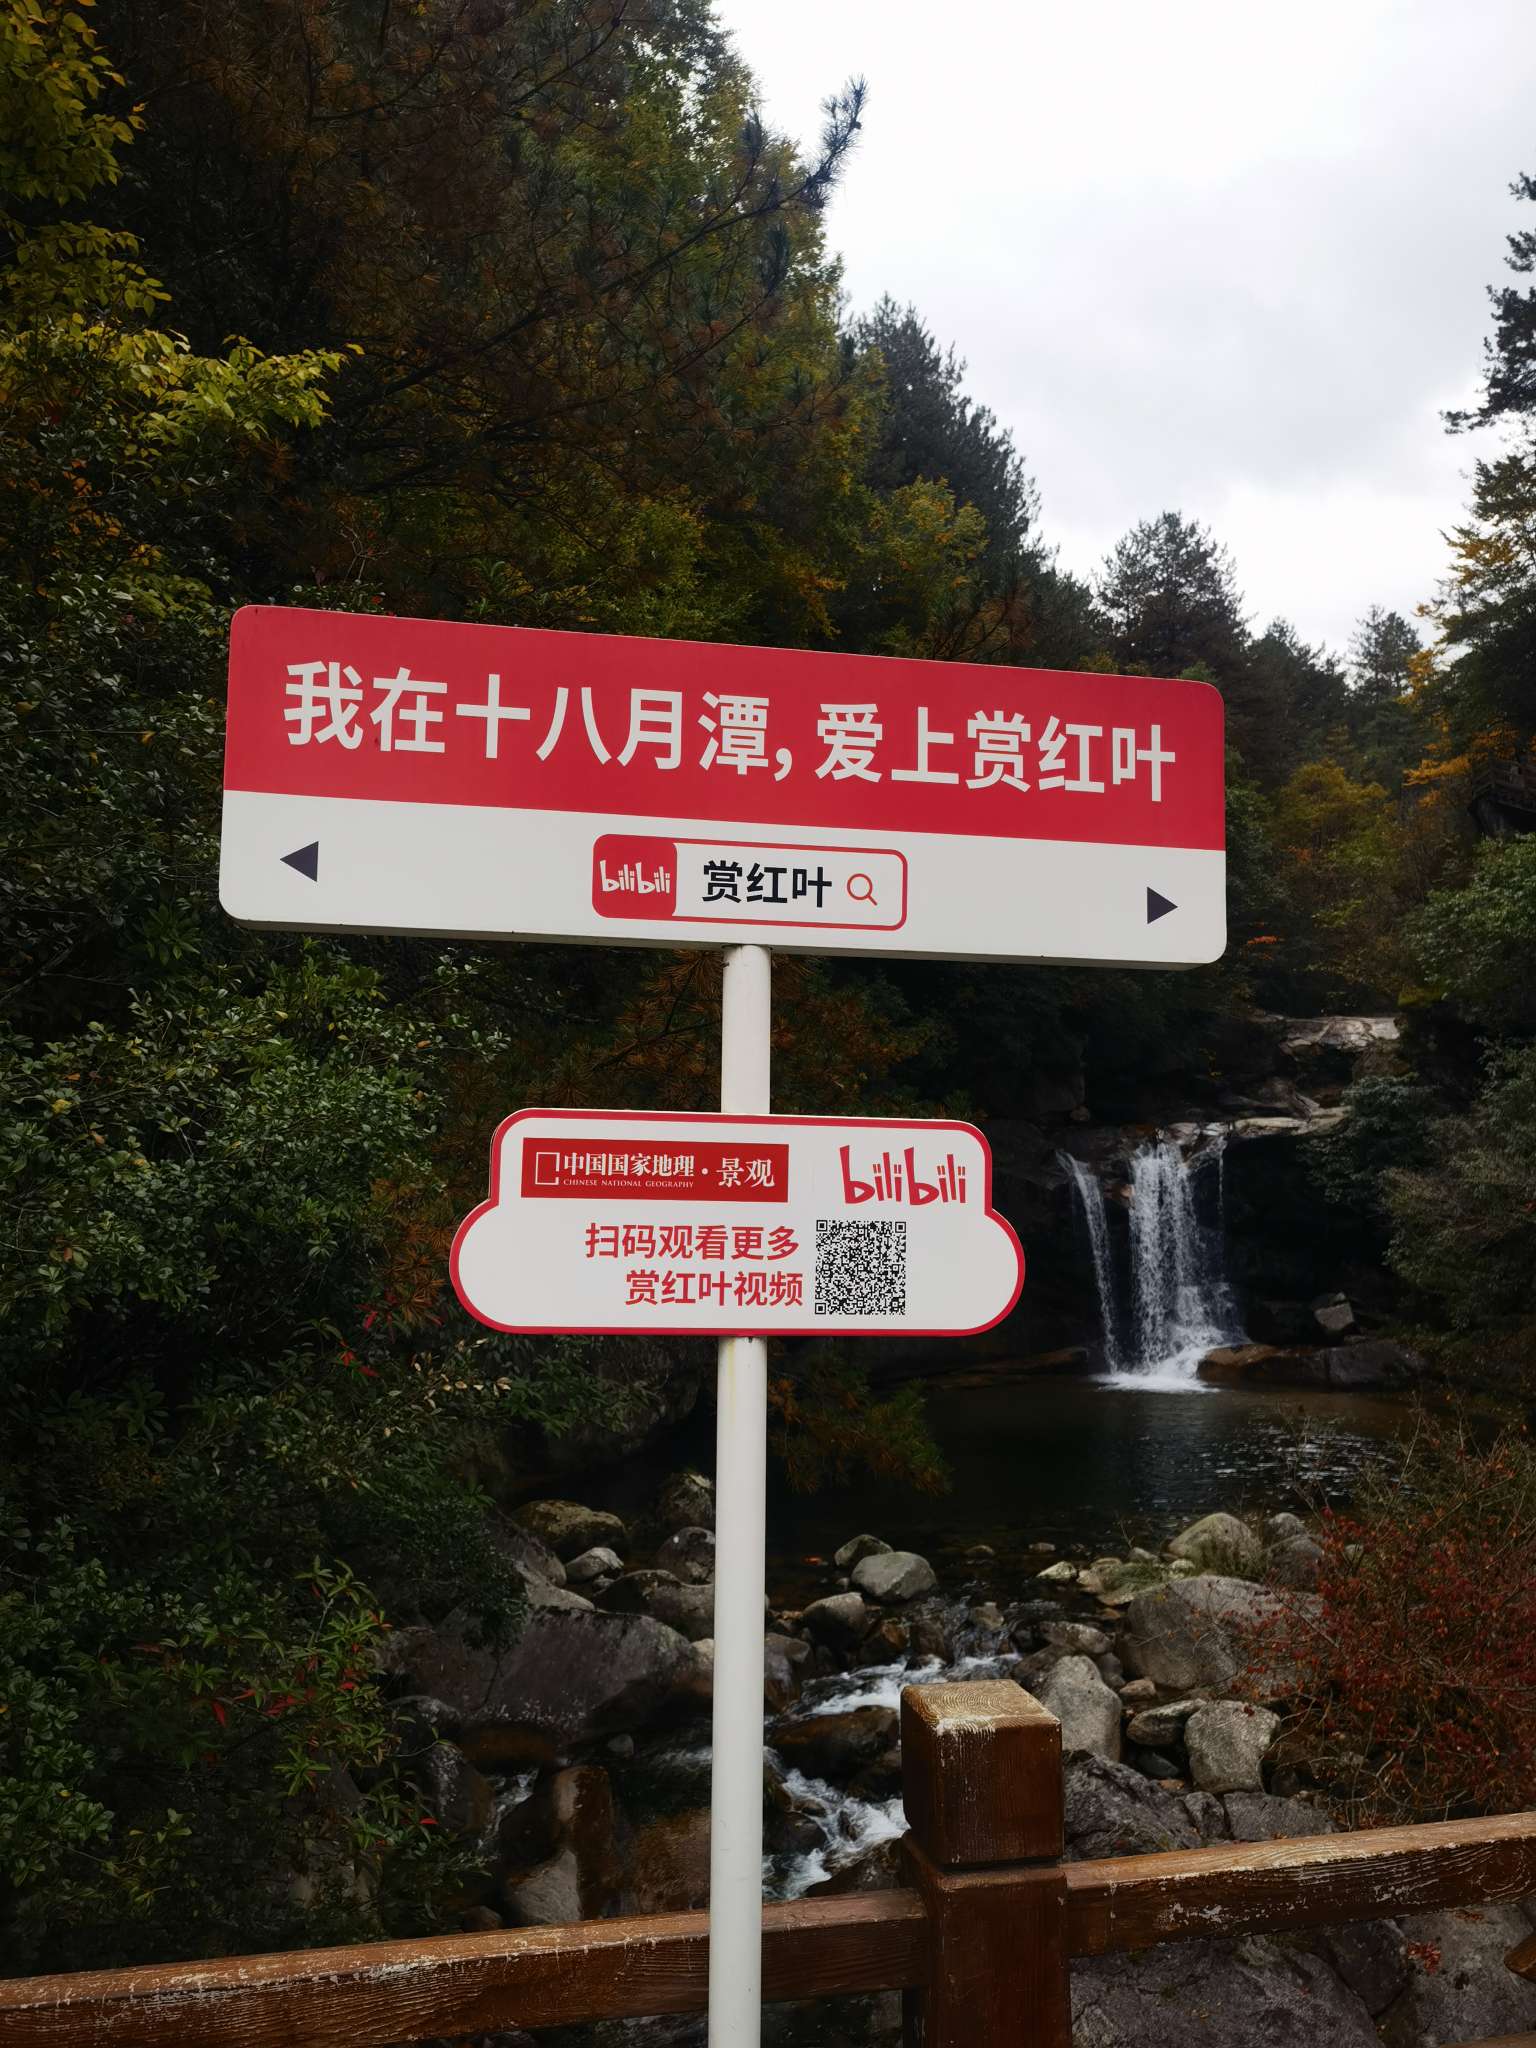 我在十八月潭，爱上赏红叶
bilibili 赏红叶
中国国家地理·景观
CHINESE NATIONAL GEOGRAPHY
bilibili
扫码观看更多
赏红叶视频